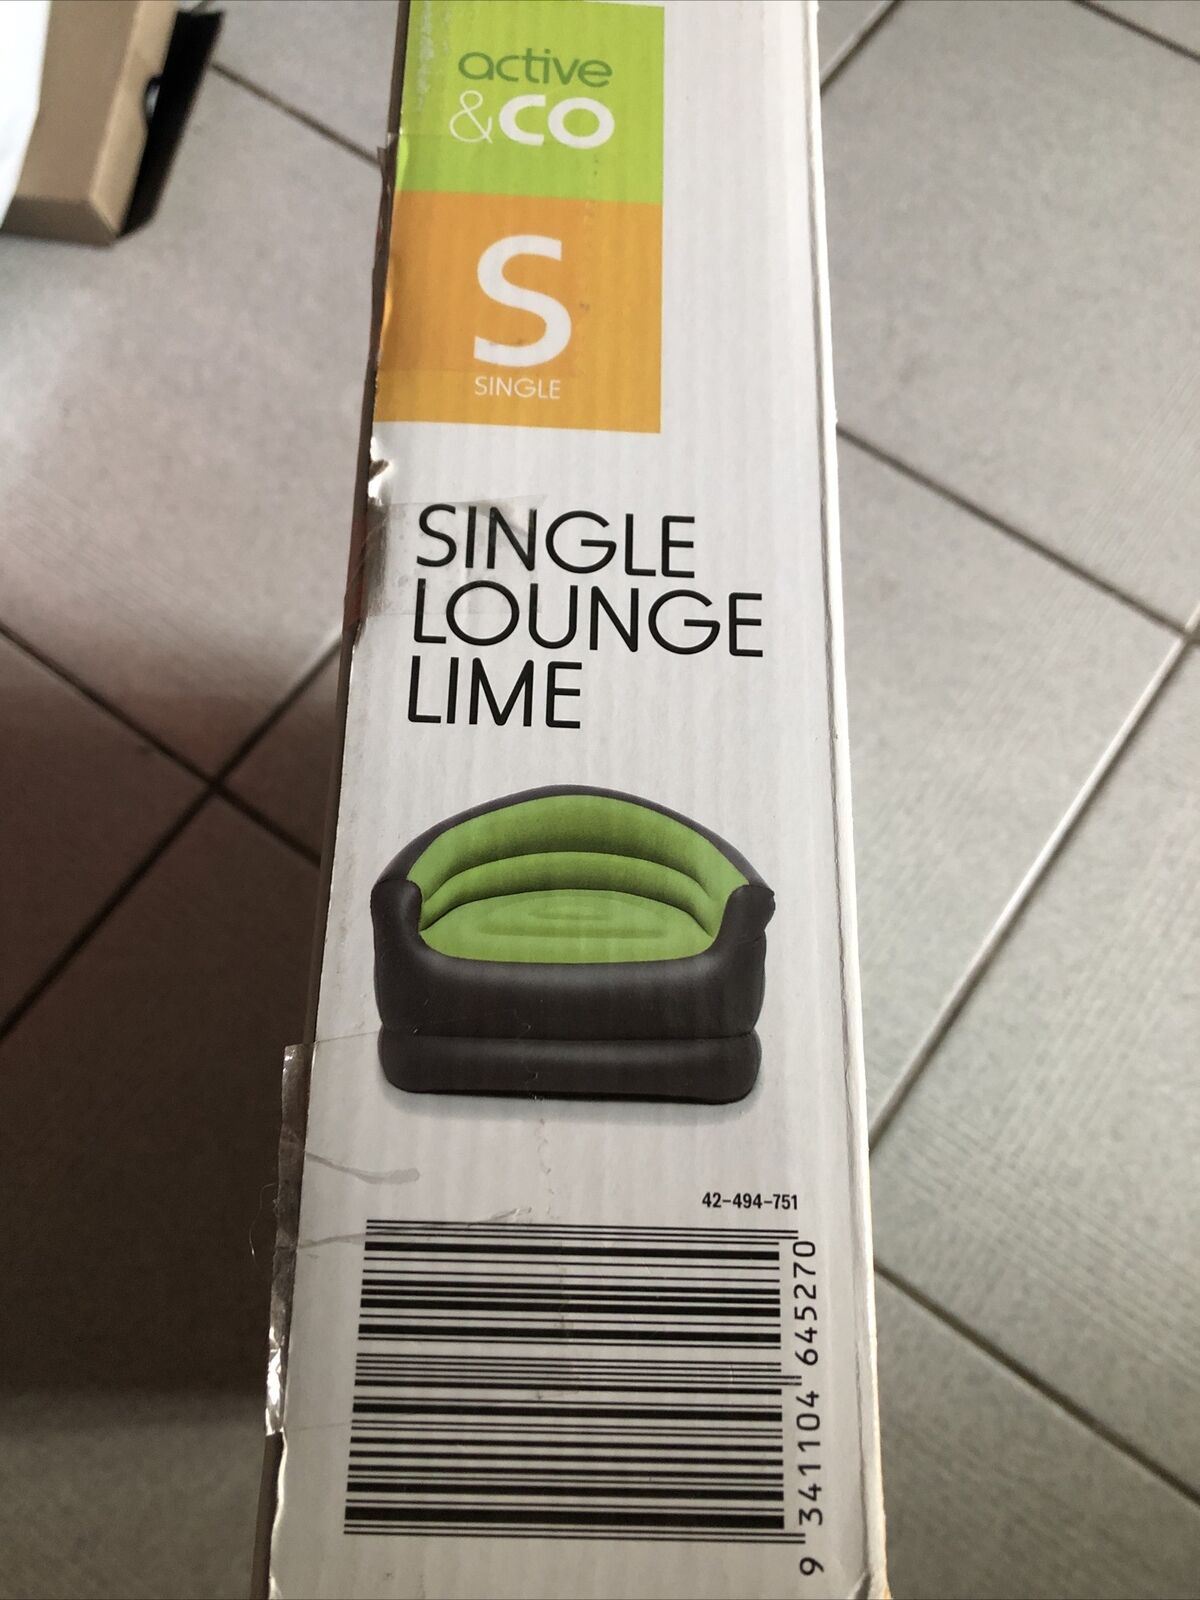 active
&CO
S
SINGLE
SINGLE
LOUNGE
LIME
42-494-751
9 341104 645270